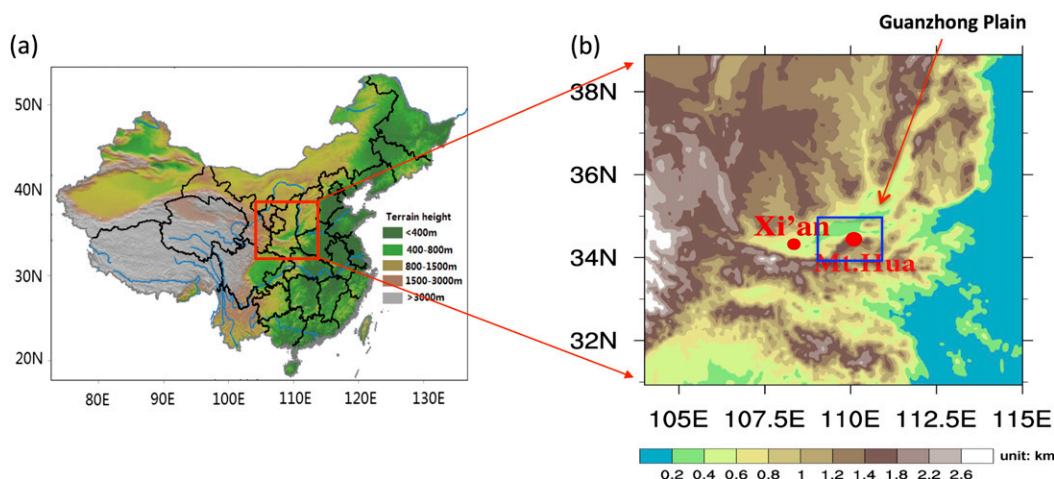 Guanzhong Plain
(a)
(b)
50N
40N
30N
20N
80E
90E
100E
110E
120E
130E
Terrain height
<400m
400-800m
800-1500m
1500-3000m
>3000m
38N
36N
34N
32N
Xi'an
Mt.Hua
105E
107.5E
110E
112.5E
115E
unit: km
0.2 0.4 0.6 0.8 1 1.2 1.4 1.8 2.2 2.6